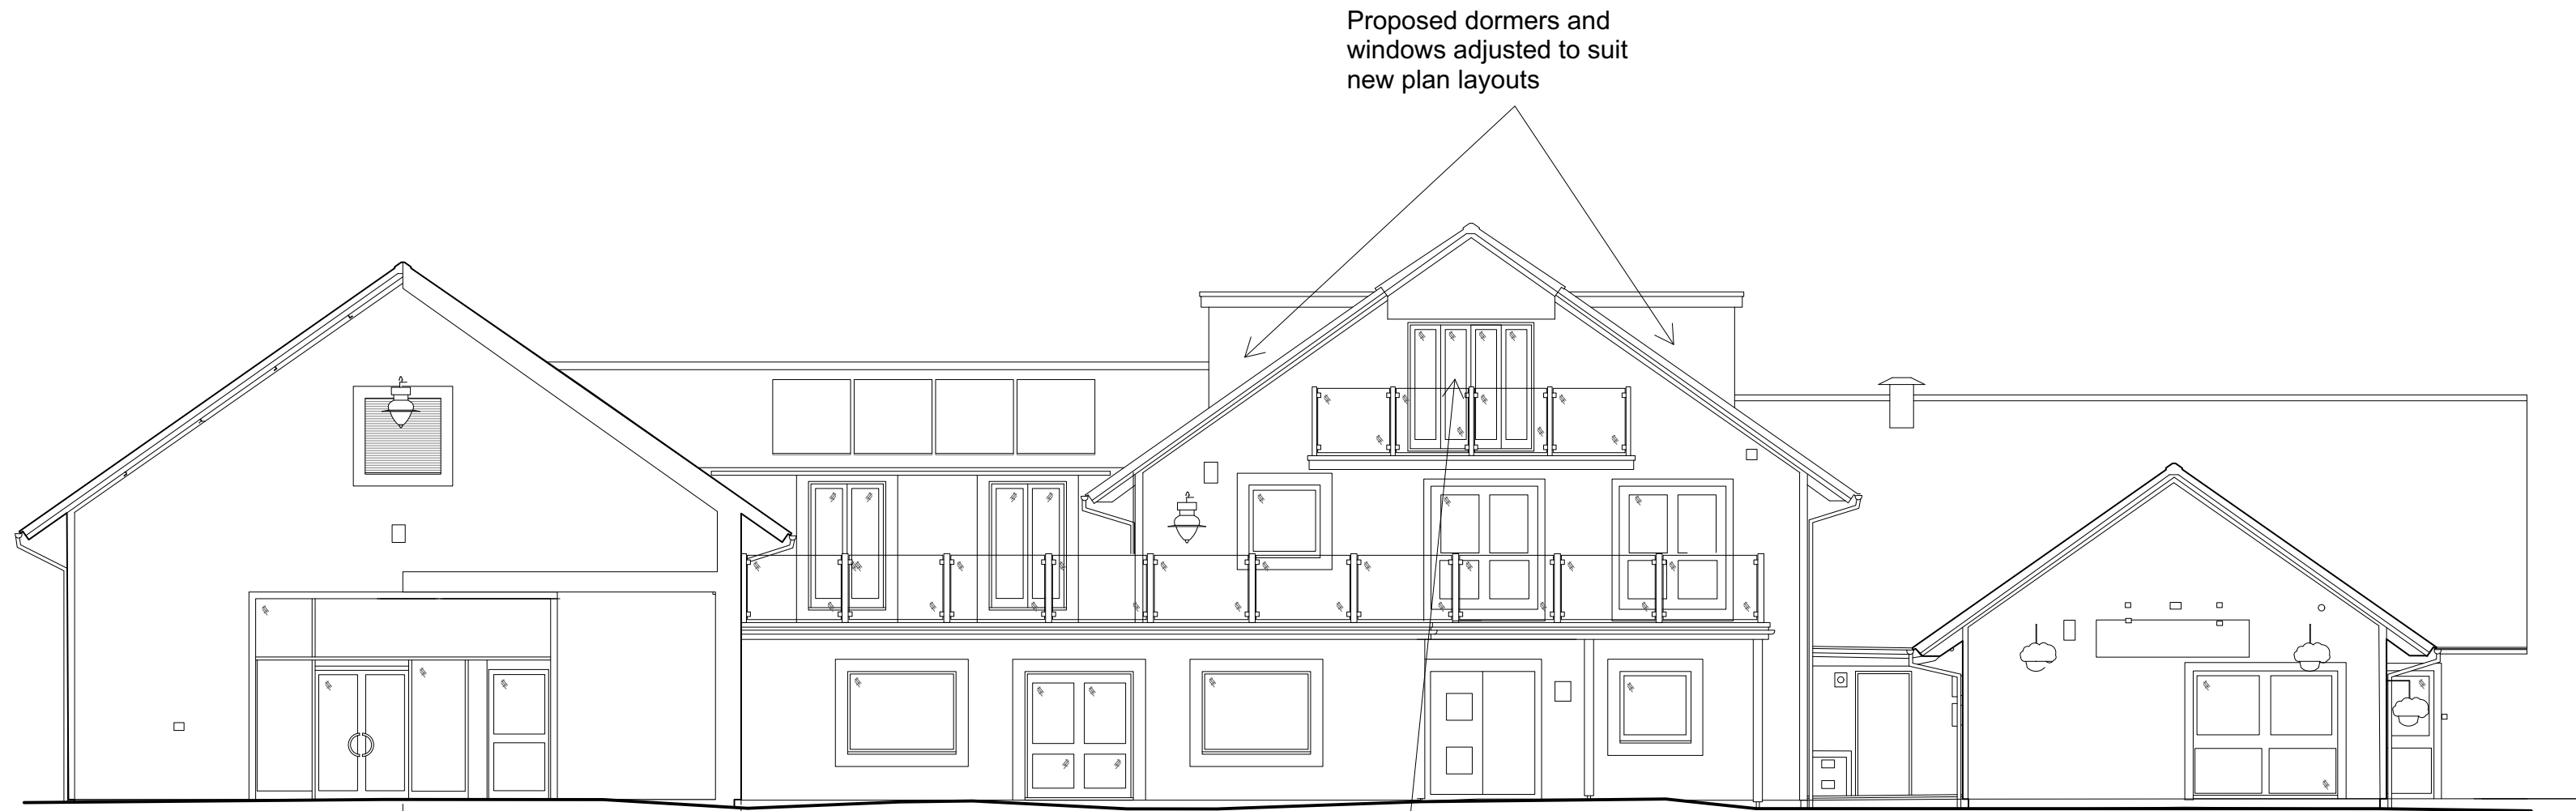 Proposed dormers and
windows adjusted to suit
new plan layouts